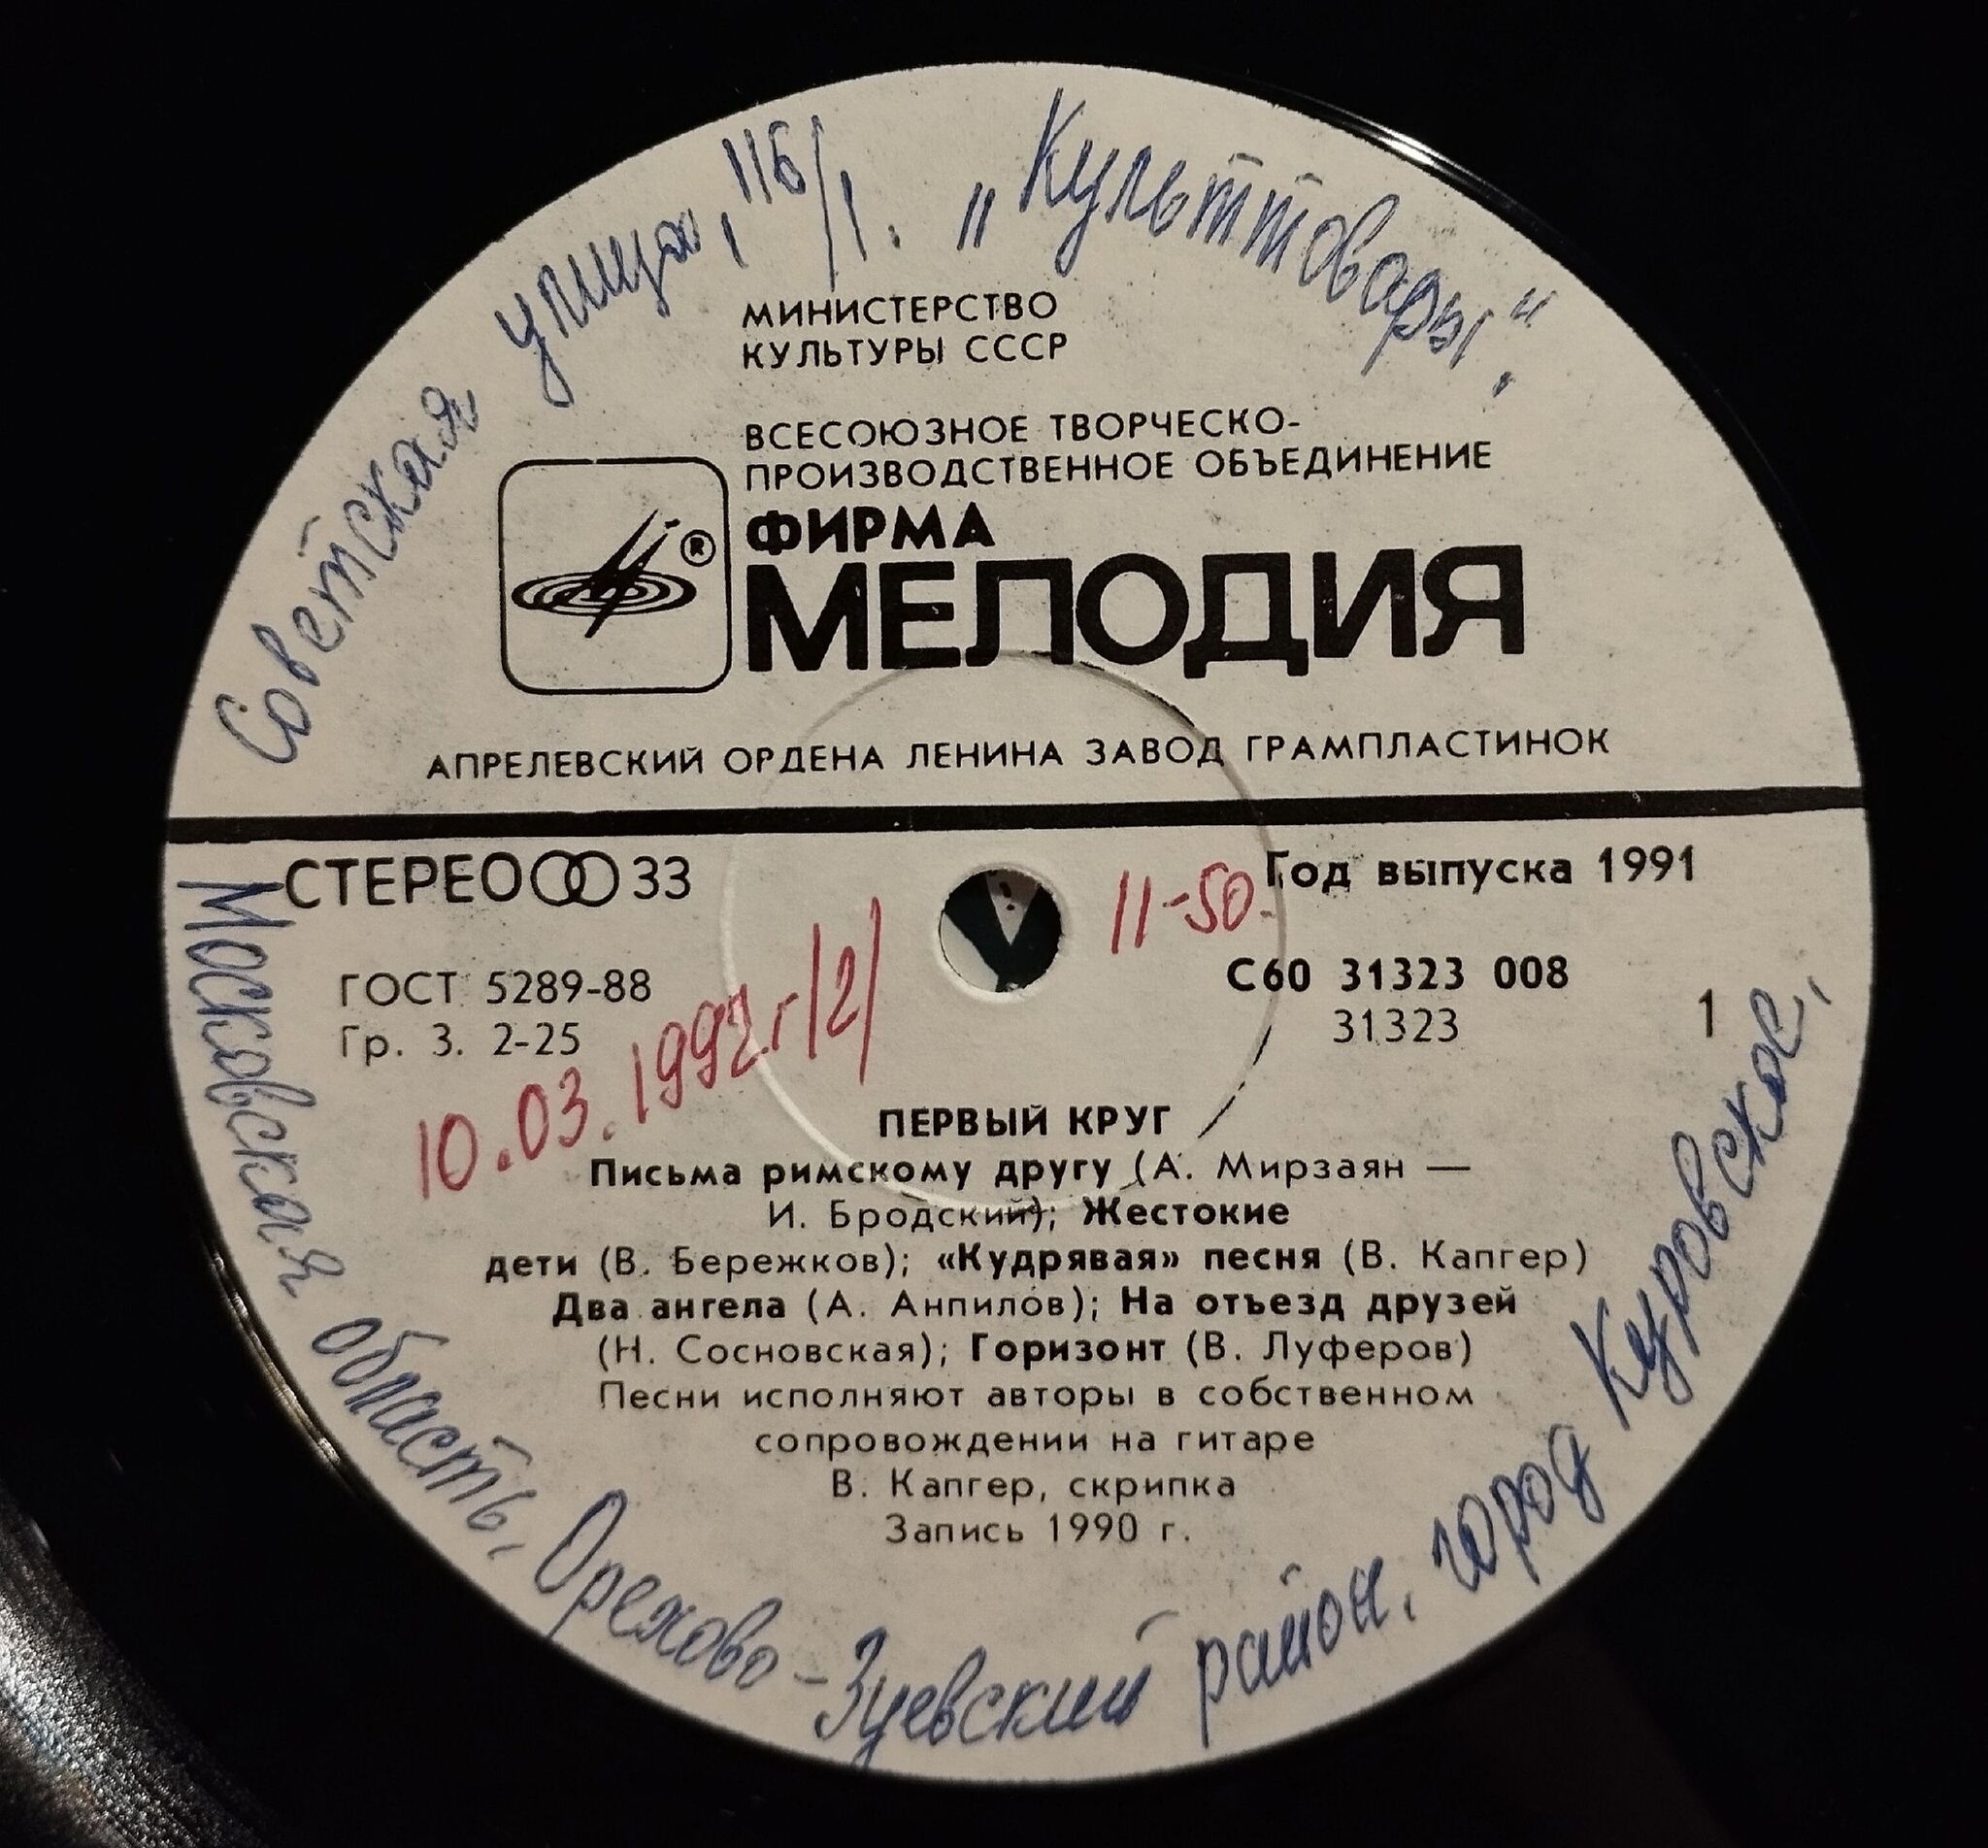 Советская улица, 116/1. „Культтовары“.
МИНИСТЕРСТВО
КУЛЬТУРЫ СССР
ВСЕСОЮЗНОЕ ТВОРЧЕСКО-
ПРОИЗВОДСТВЕННОЕ ОБЪЕДИНЕНИЕ
®
ФИРМА
МЕЛОДИЯ
АПРЕЛЕВСКИЙ ОРДЕНА ЛЕНИНА ЗАВОД ГРАМПЛАСТИНОК
СТЕРЕО 33
Год выпуска 1991
11-50.
ГОСТ 5289-88
Гр. 3. 2-25
С60 31323 008
31323
1
10.03.1992г./2/
ПЕРВЫЙ КРУГ
Письма римскому другу (А. Мирзаян —
И. Бродский); Жестокие
дети (В. Бережков); «Кудрявая» песня (В. Капгер)
Два ангела (А. Анпилов); На отъезд друзей
(Н. Сосновская); Горизонт (В. Луферов)
Песни исполняют авторы в собственном
сопровождении на гитаре
В. Капгер, скрипка
Запись 1990 г.
Московская область, Орехово-Зуевский район, город Куровское,